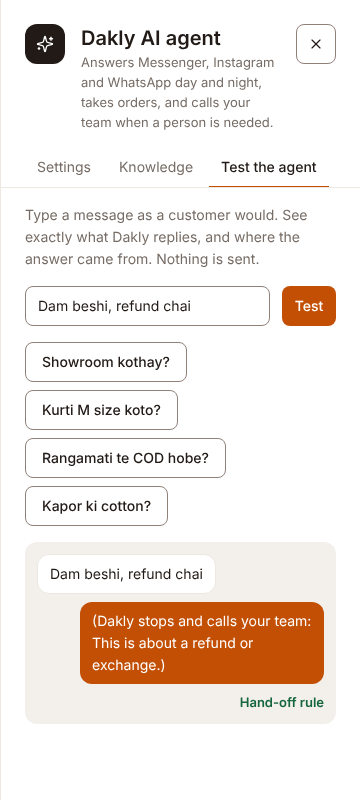 Dakly AI agent
Answers Messenger, Instagram
and WhatsApp day and night,
takes orders, and calls your
team when a person is needed.
Settings Knowledge Test the agent
Type a message as a customer would. See
exactly what Dakly replies, and where the
answer came from. Nothing is sent.
Dam beshi, refund chai
Test
Showroom kothay?
Kurti M size koto?
Rangamati te COD hobe?
Kapor ki cotton?
Dam beshi, refund chai
(Dakly stops and calls your team:
This is about a refund or
exchange.)
Hand-off rule